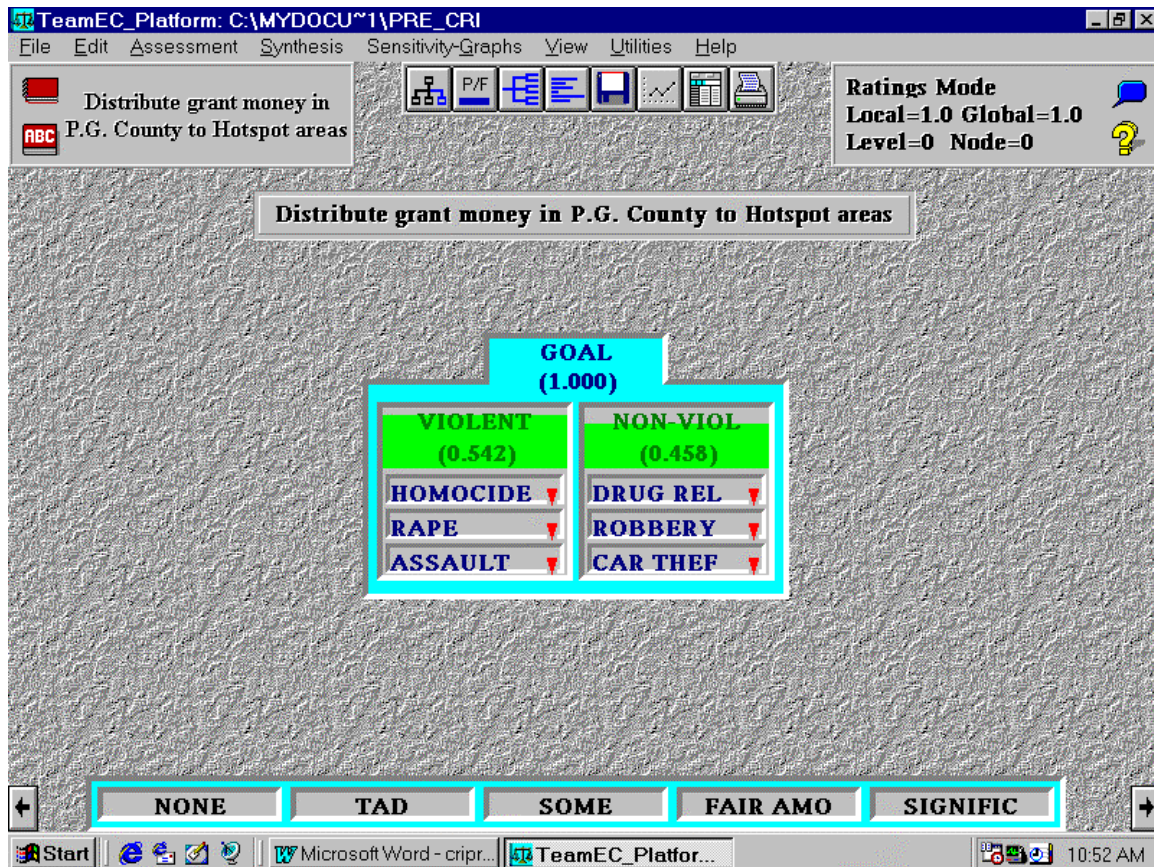 TeamEC_Platform: C:\MYDOCU~1\PRE_CRI
File Edit Assessment Synthesis Sensitivity-Graphs View Utilities Help
Distribute grant money in
P.G. County to Hotspot areas
ABC
P/F
Ratings Mode
Local=1.0 Global=1.0
Level=0 Node=0
Distribute grant money in P.G. County to Hotspot areas
GOAL
(1.000)
VIOLENT
(0.542)
HOMOCIDE
RAPE
ASSAULT
NON-VIOL
(0.458)
DRUG REL
ROBBERY
CAR THEF
NONE TAD SOME FAIR AMO SIGNIFIC
Start Microsoft Word - cripr... TeamEC_Platfor... 10:52 AM